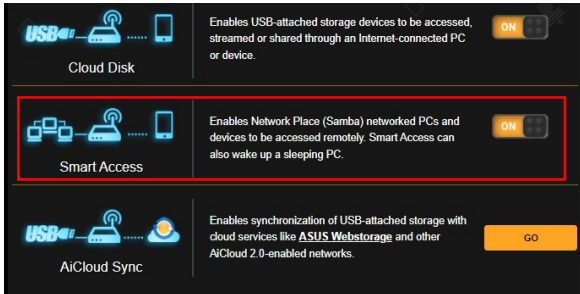 Enables USB-attached storage devices to be accessed,
USB
streamed or shared through an Internet-connected PC
ON
or device.
Cloud Disk
Enables Network Place (Samba) networked PCs and
devices to be accessed remotely. Smart Access can
ON
also wake up a sleeping PC.
Smart Access
Enables synchronization of USB-attached storage with
USB
cloud services like ASUS Webstorage and other
GO
AiCloud 2.0-enabled networks.
AiCloud Sync